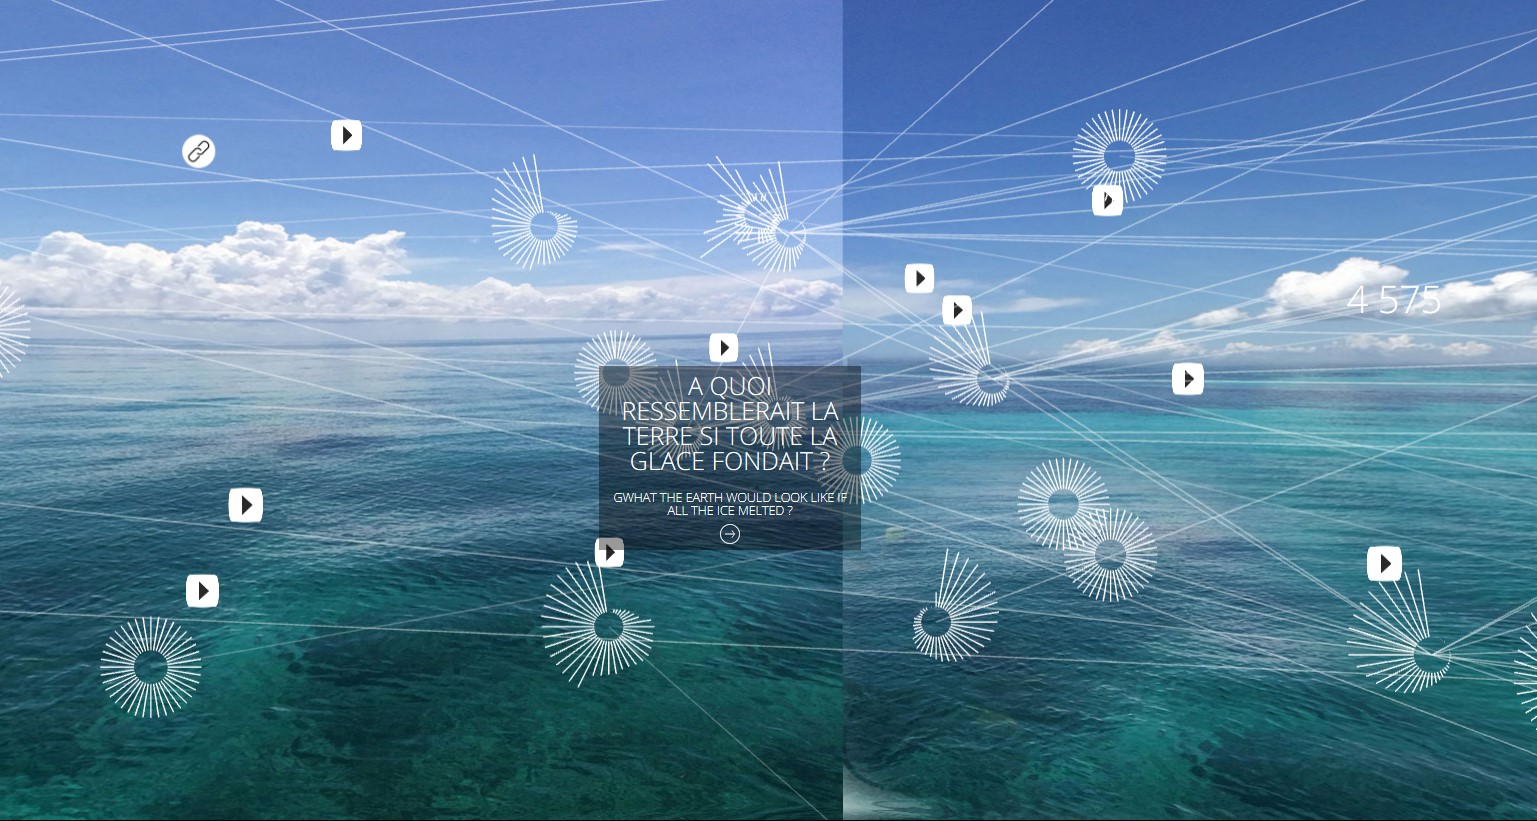 4 575
A QUOI
RESSEMBLERAIT LA
TERRE SI TOUTE LA
GLACE FONDAIT ?
GWHAT THE EARTH WOULD LOOK LIKE IF
ALL THE ICE MELTED ?